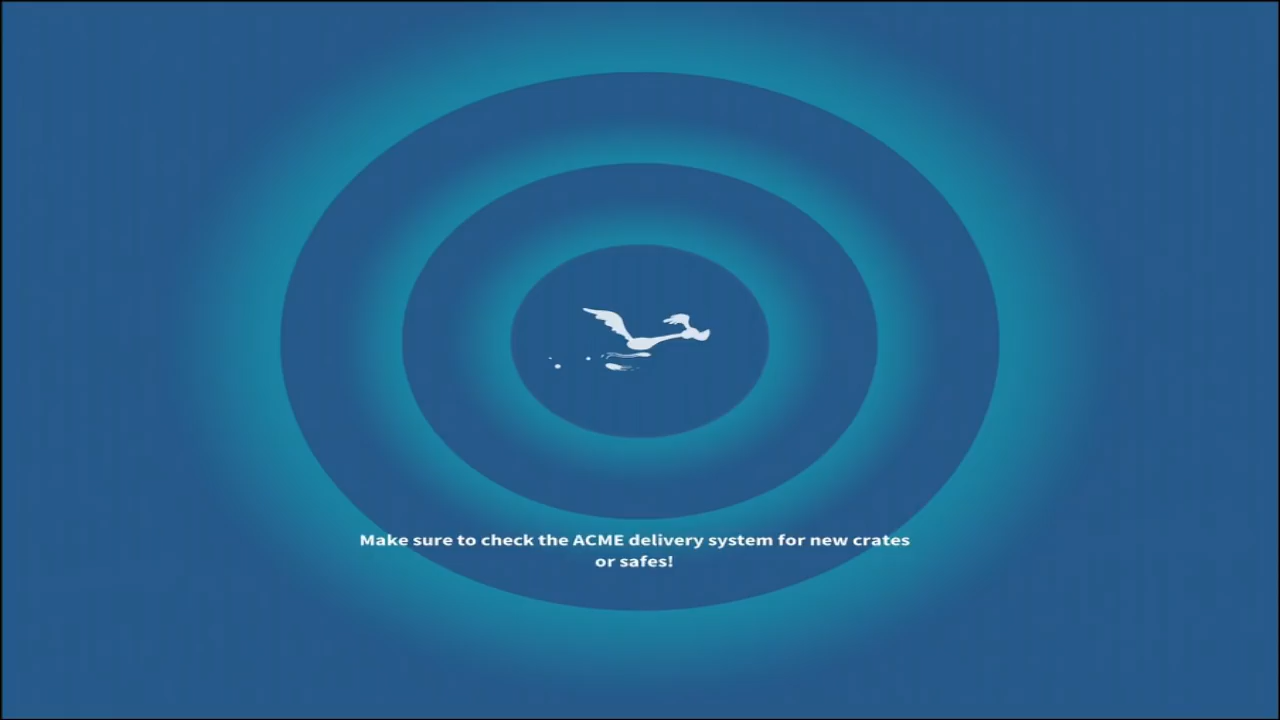 Make sure to check the ACME delivery system for new crates
or safes!